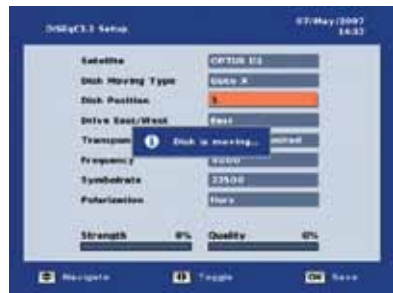 DiSEqC1.2 Setup
07/May/2007
14:32
Satellite OPTUS D1
Dish Moving Type Goto X
Dish Position 1
Drive East/West East
Dish is moving...
Frequency
Symbolrate 22500
Polarization Horz
Strength 0% Quality 0%
Navigate Toggle OK Save